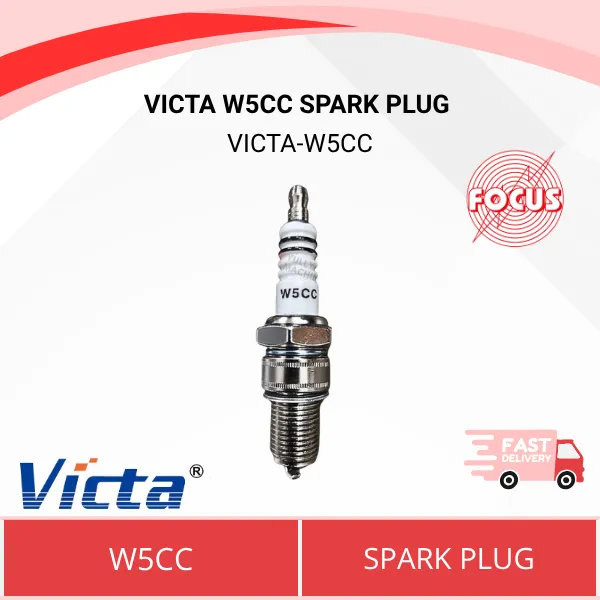 VICTA W5CC SPARK PLUG
VICTA-W5CC
FOCUS
W5CC
FAST
DELIVERY
Victa®
W5CC
SPARK PLUG